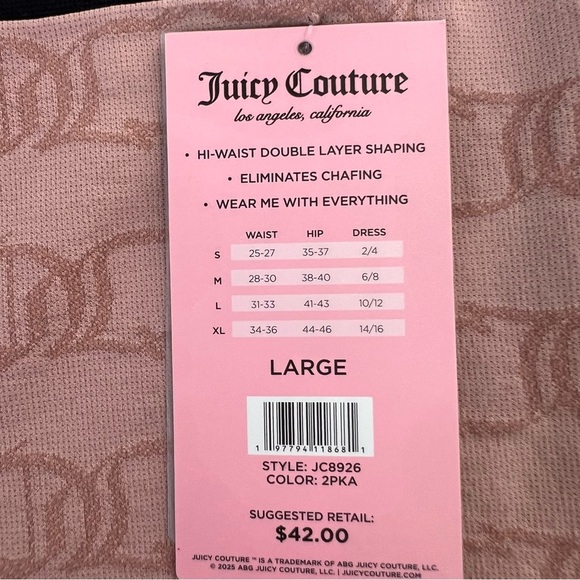 Juicy Couture
los angeles, california
• HI-WAIST DOUBLE LAYER SHAPING
• ELIMINATES CHAFING
• WEAR ME WITH EVERYTHING
WAIST HIP DRESS
S 25-27 35-37 2/4
M 28-30 38-40 6/8
L 31-33 41-43 10/12
XL 34-36 44-46 14/16
LARGE
1 97794 11868 1
STYLE: JC8926
COLOR: 2PKA
SUGGESTED RETAIL:
$42.00
JUICY COUTURE ™ IS A TRADEMARK OF ABG JUICY COUTURE, LLC.
© 2025 ABG JUICY COUTURE, LLC. | JUICYCOUTURE.COM